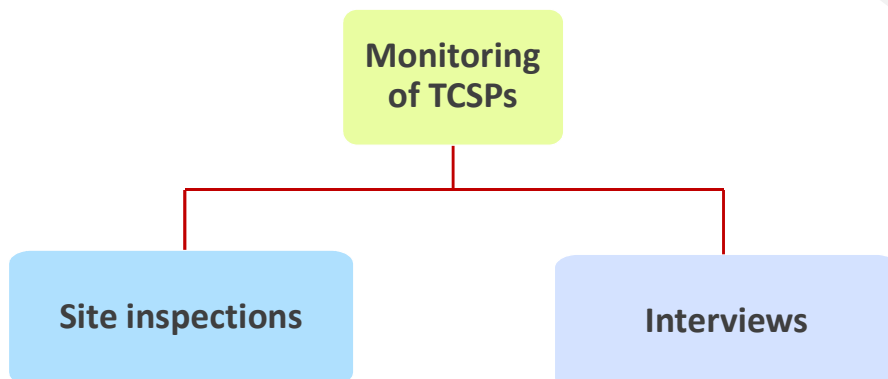 Monitoring
of TCSPs
Site inspections
Interviews